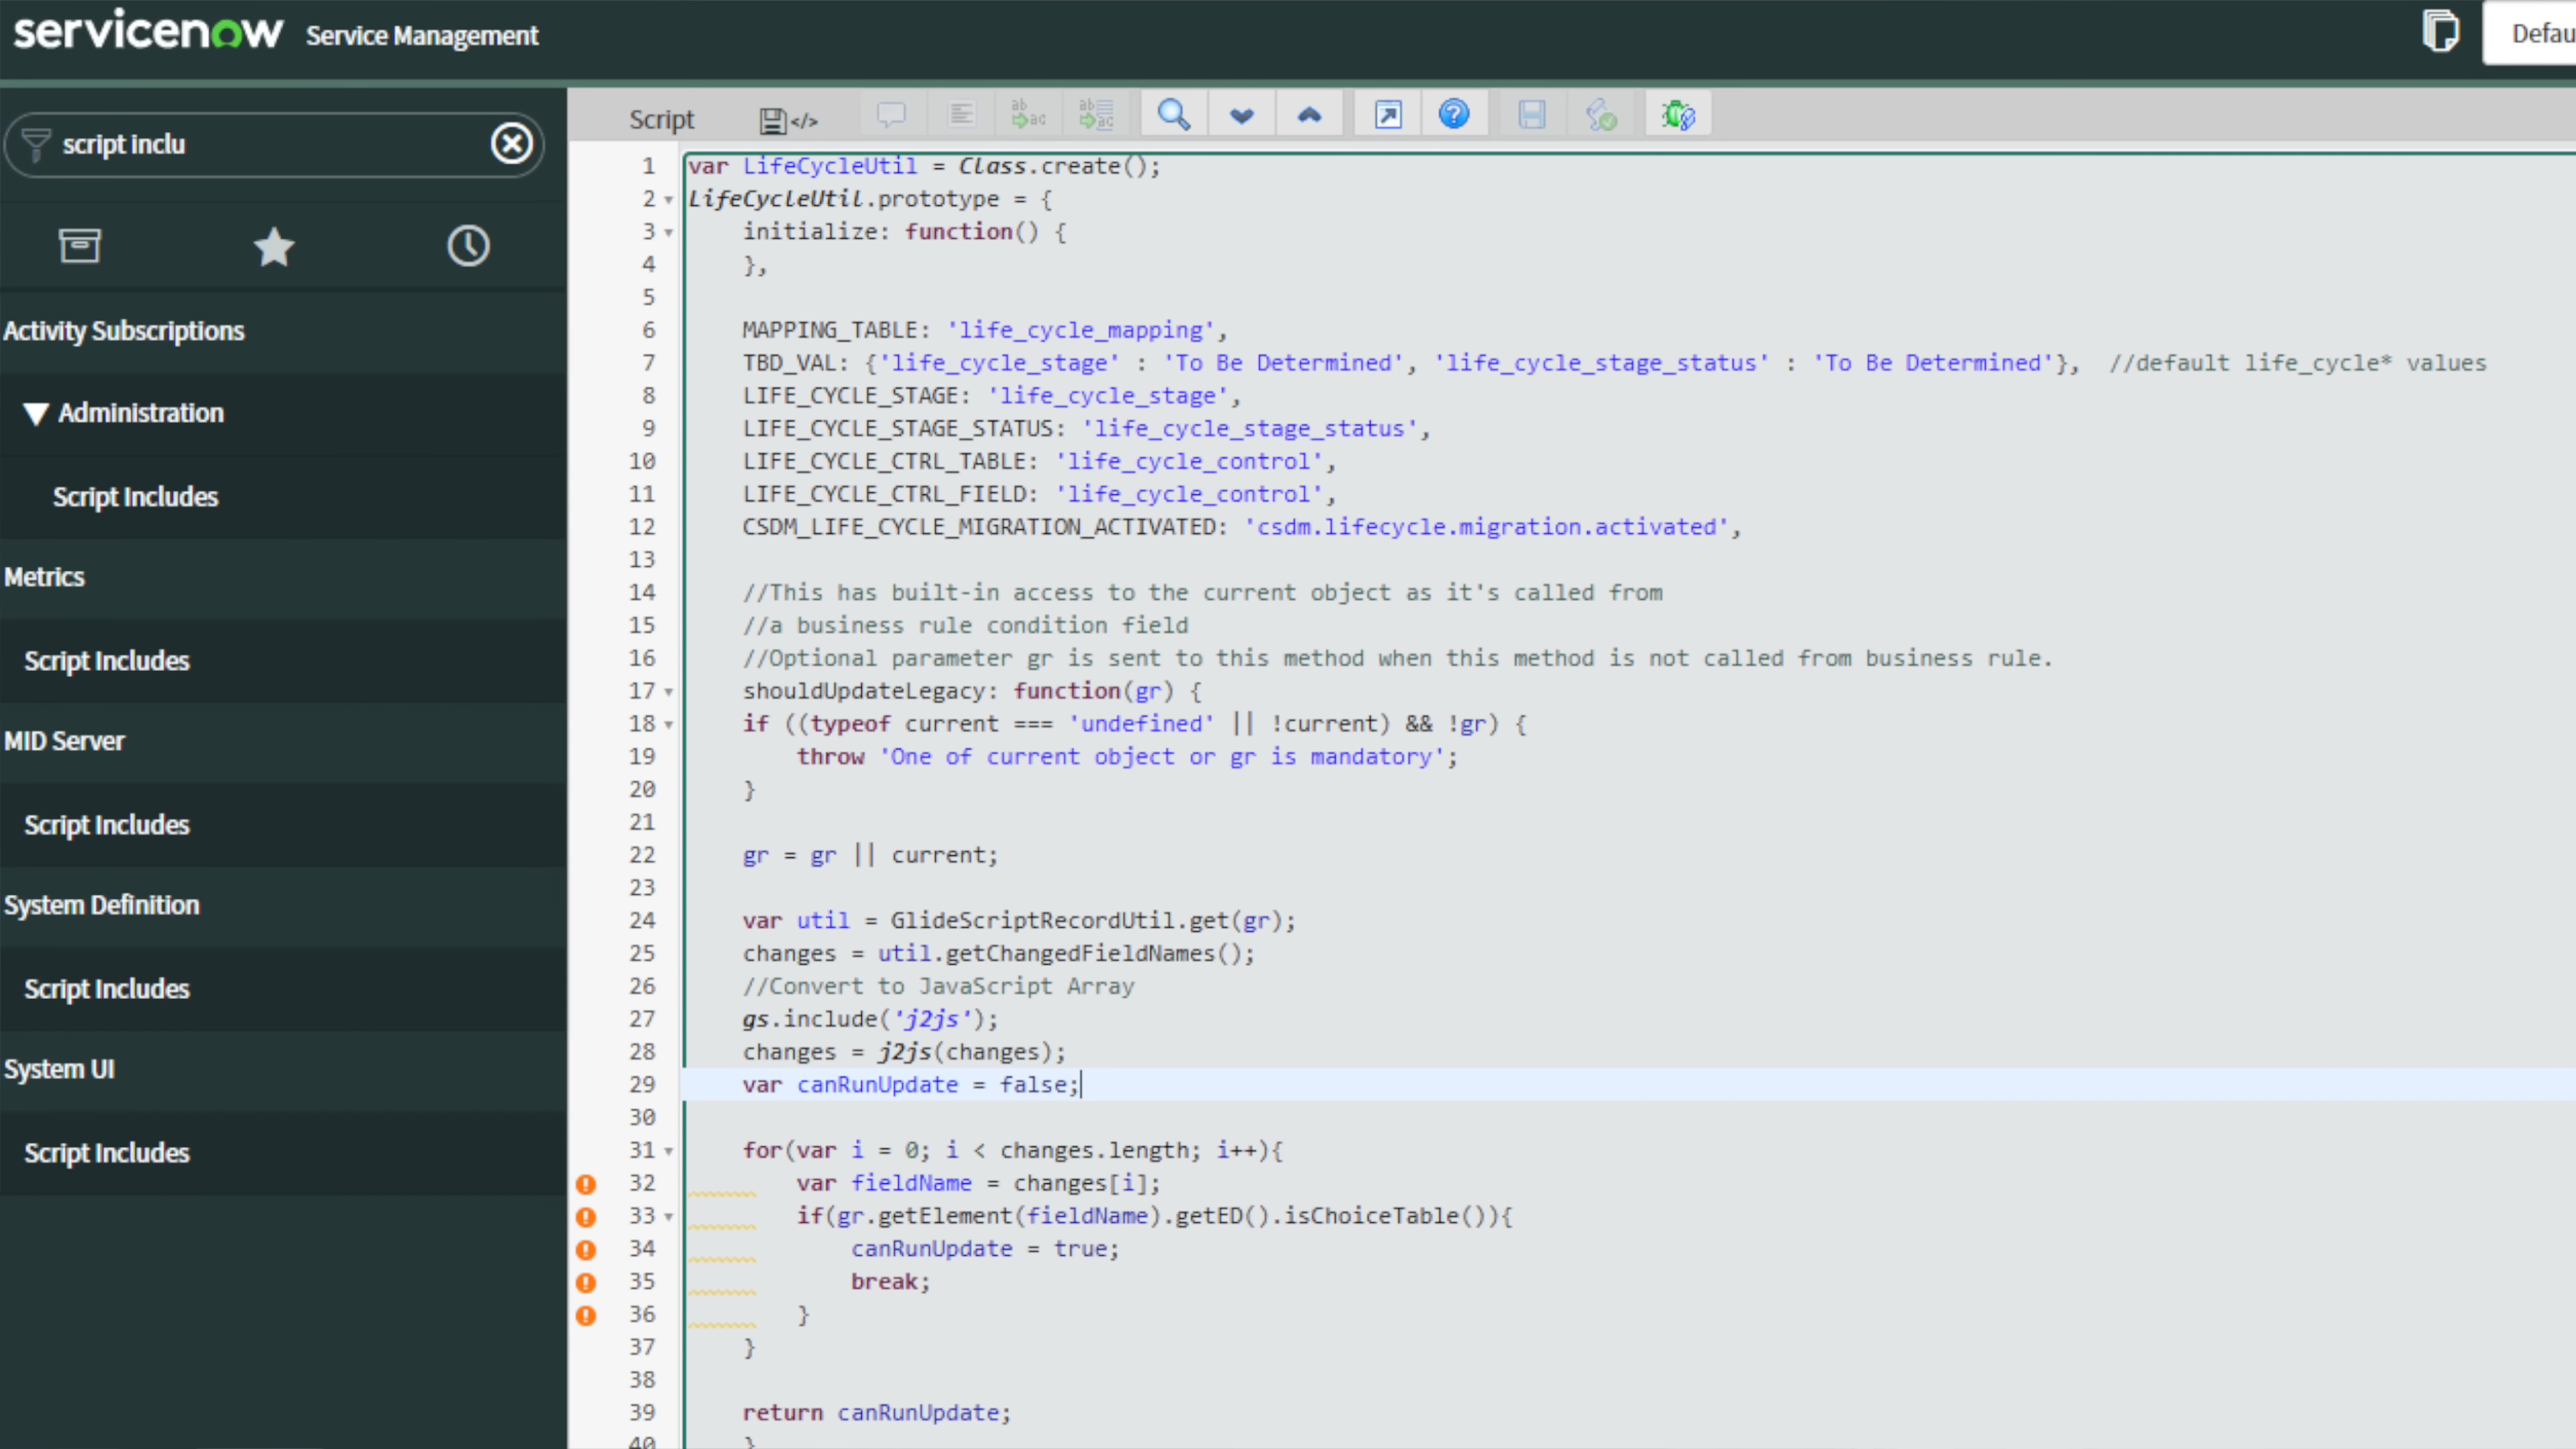 servicenow Service Management
Defau
script inclu
Activity Subscriptions
Administration
Script Includes
Metrics
Script Includes
MID Server
Script Includes
System Definition
Script Includes
System UI
Script Includes
Script
1 var LifeCycleUtil = Class.create();
2 LifeCycleUtil.prototype = {
3 initialize: function() {
4 },
5
6 MAPPING_TABLE: 'life_cycle_mapping',
7 TBD_VAL: {'life_cycle_stage' : 'To Be Determined', 'life_cycle_stage_status' : 'To Be Determined'}, //default life_cycle* values
8 LIFE_CYCLE_STAGE: 'life_cycle_stage',
9 LIFE_CYCLE_STAGE_STATUS: 'life_cycle_stage_status',
10 LIFE_CYCLE_CTRL_TABLE: 'life_cycle_control',
11 LIFE_CYCLE_CTRL_FIELD: 'life_cycle_control',
12 CSDM_LIFE_CYCLE_MIGRATION_ACTIVATED: 'csdm.lifecycle.migration.activated',
13
14 //This has built-in access to the current object as it's called from
15 //a business rule condition field
16 //Optional parameter gr is sent to this method when this method is not called from business rule.
17 shouldUpdateLegacy: function(gr) {
18 if ((typeof current === 'undefined' || !current) && !gr) {
19 throw 'One of current object or gr is mandatory';
20 }
21
22 gr = gr || current;
23
24 var util = GlideScriptRecordUtil.get(gr);
25 changes = util.getChangedFieldNames();
26 //Convert to JavaScript Array
27 gs.include('j2js');
28 changes = j2js(changes);
29 var canRunUpdate = false;
30
31 for(var i = 0; i < changes.length; i++){
32 var fieldName = changes[i];
33 if(gr.getElement(fieldName).getED().isChoiceTable()){
34 canRunUpdate = true;
35 break;
36 }
37 }
38
39 return canRunUpdate;
40 }